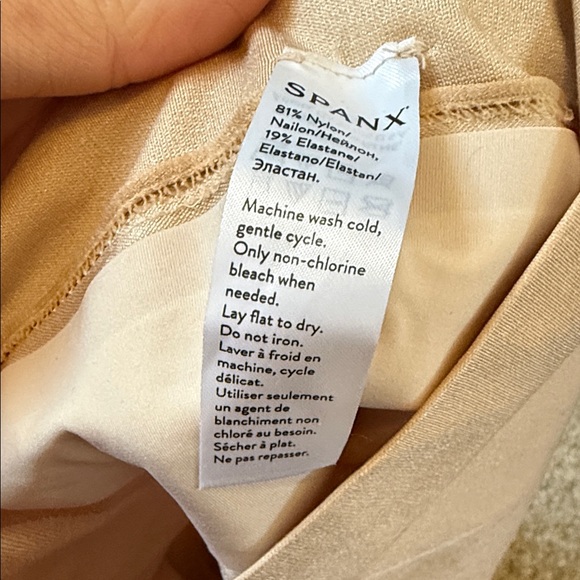 SPANX
81% Nylon/
Nailon/Нейлон,
19% Elastane/
Elastano/Elastan/
Эластан.
Machine wash cold,
gentle cycle.
Only non-chlorine
bleach when
needed.
Lay flat to dry.
Do not iron.
Laver à froid en
machine, cycle
délicat.
Utiliser seulement
un agent de
blanchiment non
chloré au besoin.
Sécher à plat.
Ne pas repasser.